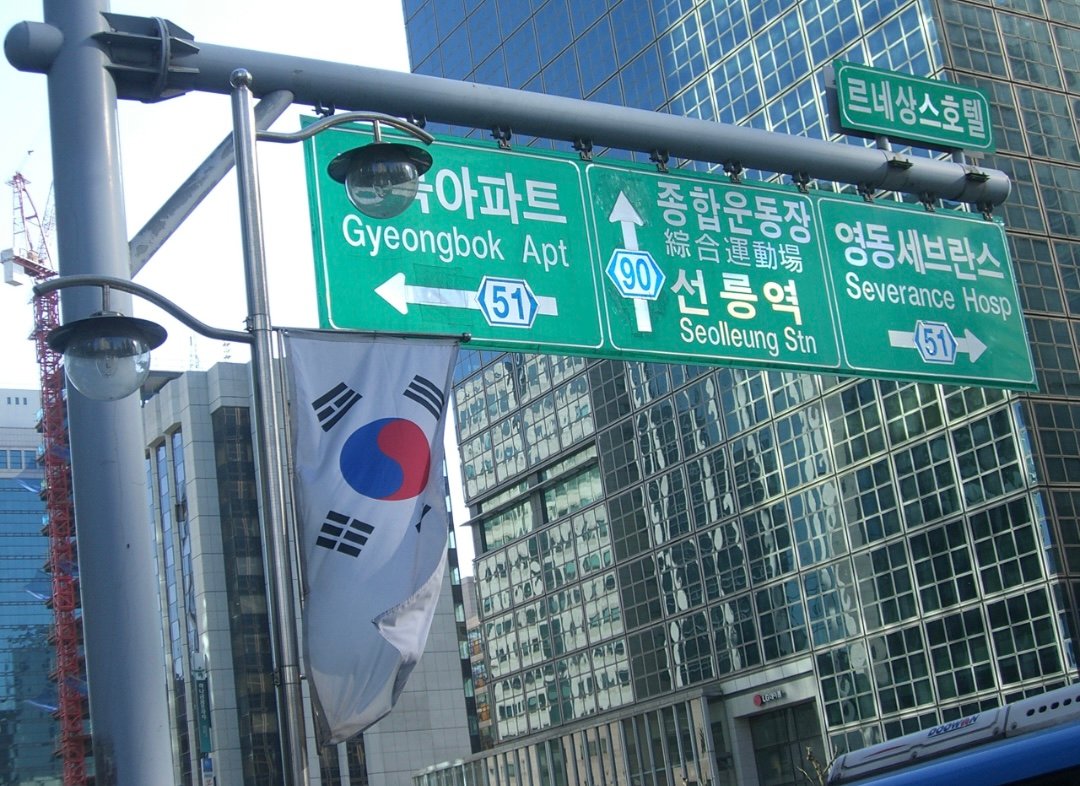 르네상스호텔
아파트
Gyeongbok Apt
51
종합운동장
綜合運動場
90
선릉역
Seolleung Stn
영동세브란스
Severance Hosp
51
DOOWON